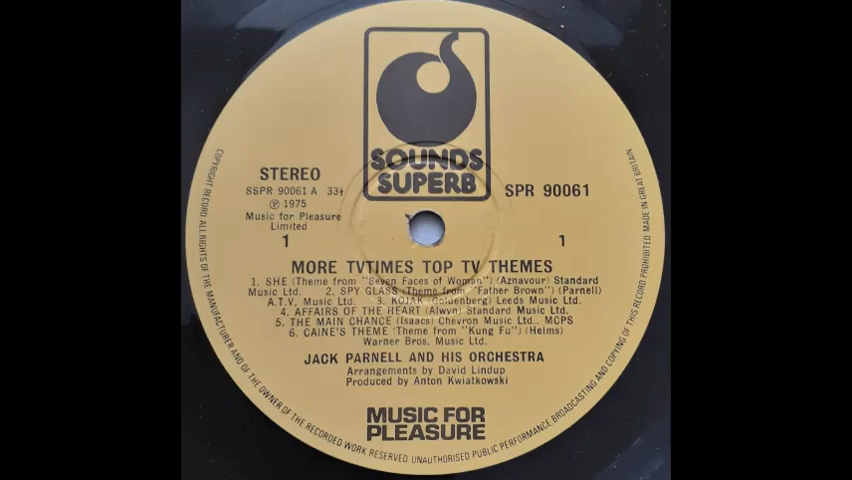 SOUNDS
SUPERB
STEREO
SSPR 90061 A 33⅓
Ⓟ 1975
Music for Pleasure
Limited
1
SPR 90061
1
MORE TVTIMES TOP TV THEMES
1. SHE (Theme from "Seven Faces of Woman") (Aznavour) Standard
Music Ltd. 2. SPY GLASS (Theme from "Father Brown") (Parnell)
A.T.V. Music Ltd. 3. KOJAK (Goldenberg) Leeds Music Ltd.
4. AFFAIRS OF THE HEART (Alwyn) Standard Music Ltd.
5. THE MAIN CHANCE (Isaacs) Chevron Music Ltd., MCPS
6. CAINE'S THEME (Theme from "Kung Fu") (Helms)
Warner Bros. Music Ltd.
JACK PARNELL AND HIS ORCHESTRA
Arrangements by David Lindup
Produced by Anton Kwiatkowski
MUSIC FOR
PLEASURE
COPYRIGHT RECORD ALL RIGHTS OF THE MANUFACTURER AND OF THE OWNER OF THE RECORDED WORK RESERVED UNAUTHORISED PUBLIC PERFORMANCE BROADCASTING AND COPYING OF THIS RECORD PROHIBITED MADE IN GREAT BRITAIN